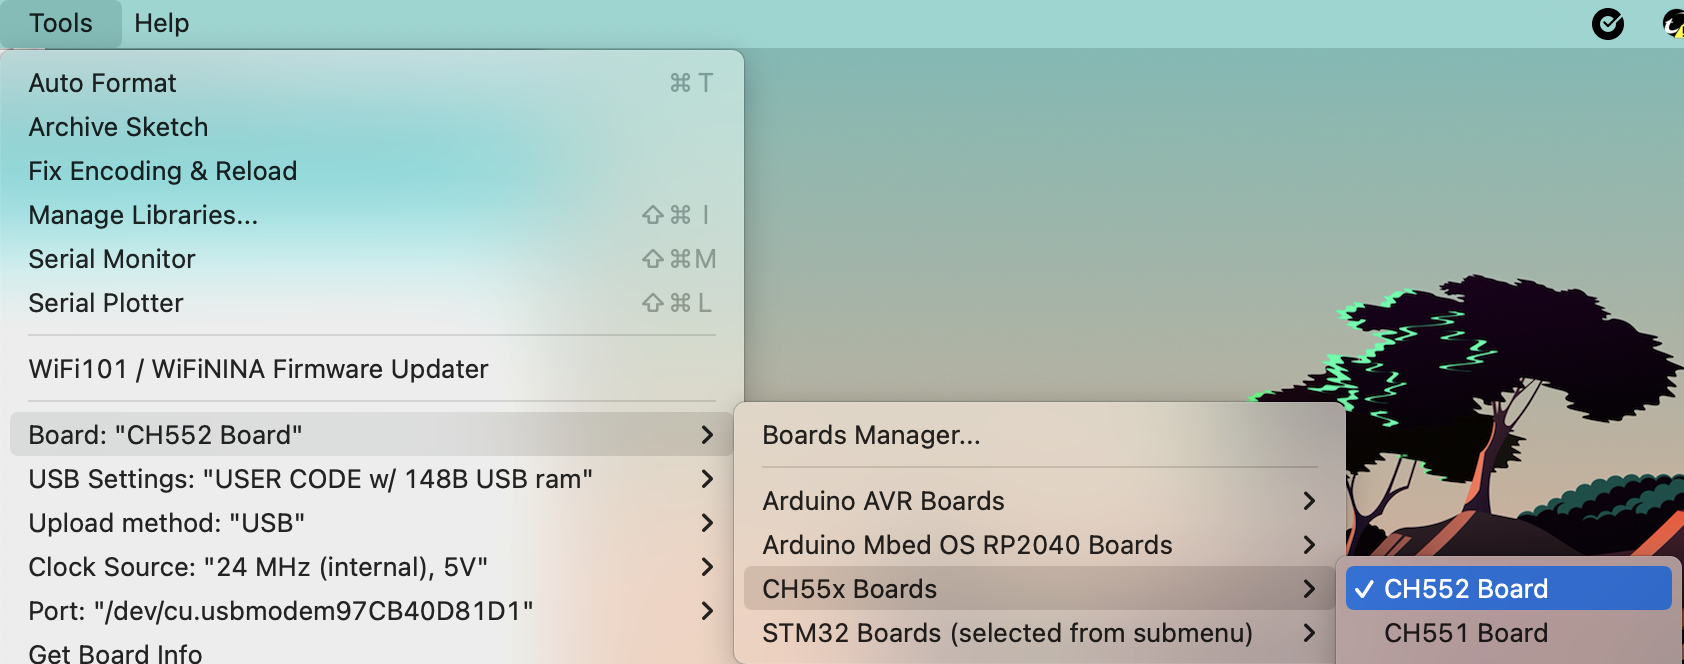 Tools Help
Auto Format ⌘ T
Archive Sketch
Fix Encoding & Reload
Manage Libraries... ⇧⌘ I
Serial Monitor ⇧⌘M
Serial Plotter ⇧⌘ L
WiFi101 / WiFiNINA Firmware Updater
Board: "CH552 Board"
USB Settings: "USER CODE w/ 148B USB ram"
Upload method: "USB"
Clock Source: "24 MHz (internal), 5V"
Port: "/dev/cu.usbmodem97CB40D81D1"
Get Board Info
Boards Manager...
Arduino AVR Boards
Arduino Mbed OS RP2040 Boards
CH55x Boards
STM32 Boards (selected from submenu)
✓ CH552 Board
CH551 Board